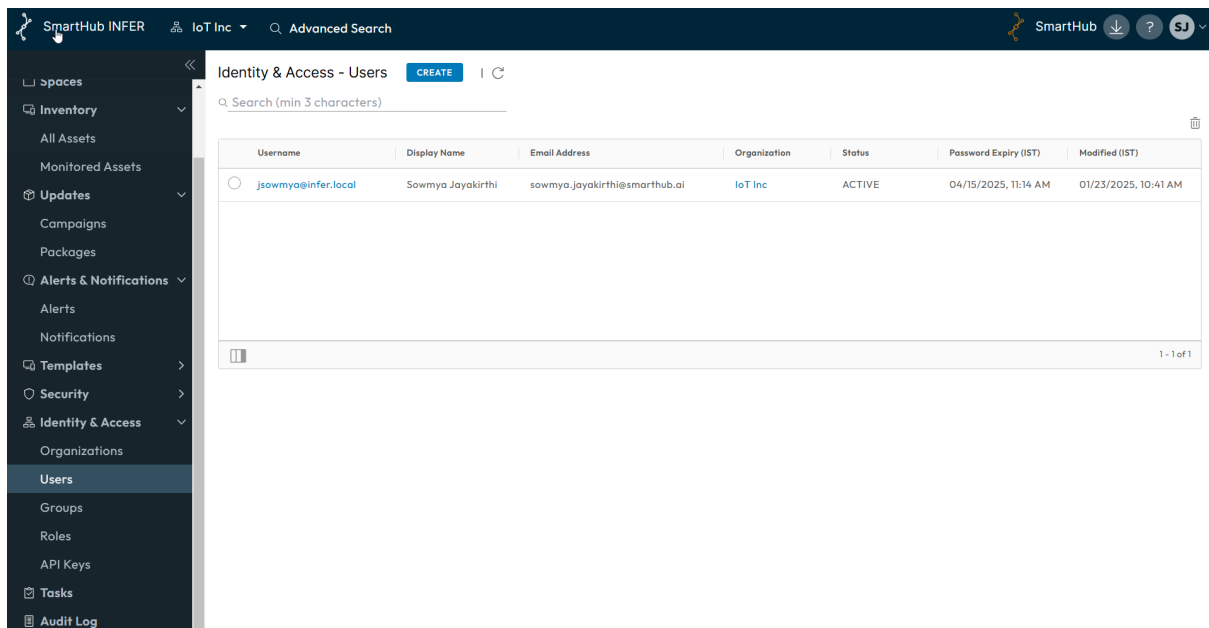 SmartHub INFER
IoT Inc
Advanced Search
SmartHub
?
SJ
Spaces
Inventory
All Assets
Monitored Assets
Updates
Campaigns
Packages
Alerts & Notifications
Alerts
Notifications
Templates
Security
Identity & Access
Organizations
Users
Groups
Roles
API Keys
Tasks
Audit Log
Identity & Access - Users
CREATE
Search (min 3 characters)
Username Display Name Email Address Organization Status Password Expiry (IST) Modified (IST)
jsowmya@infer.local Sowmya Jayakirthi sowmya.jayakirthi@smarthub.ai IoT Inc ACTIVE 04/15/2025, 11:14 AM 01/23/2025, 10:41 AM
1 - 1 of 1